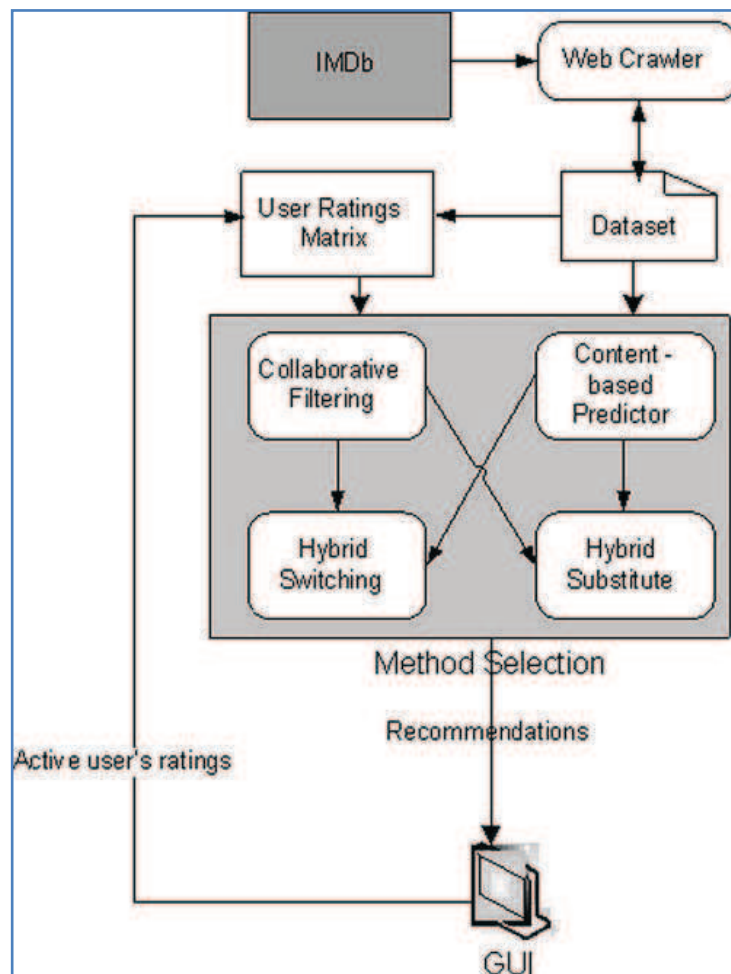 IMDb
Web Crawler
User Ratings
Matrix
Dataset
Collaborative
Filtering
Content -
based
Predictor
Hybrid
Switching
Hybrid
Substitute
Method Selection
Recommendations
Active user's ratings
GUI